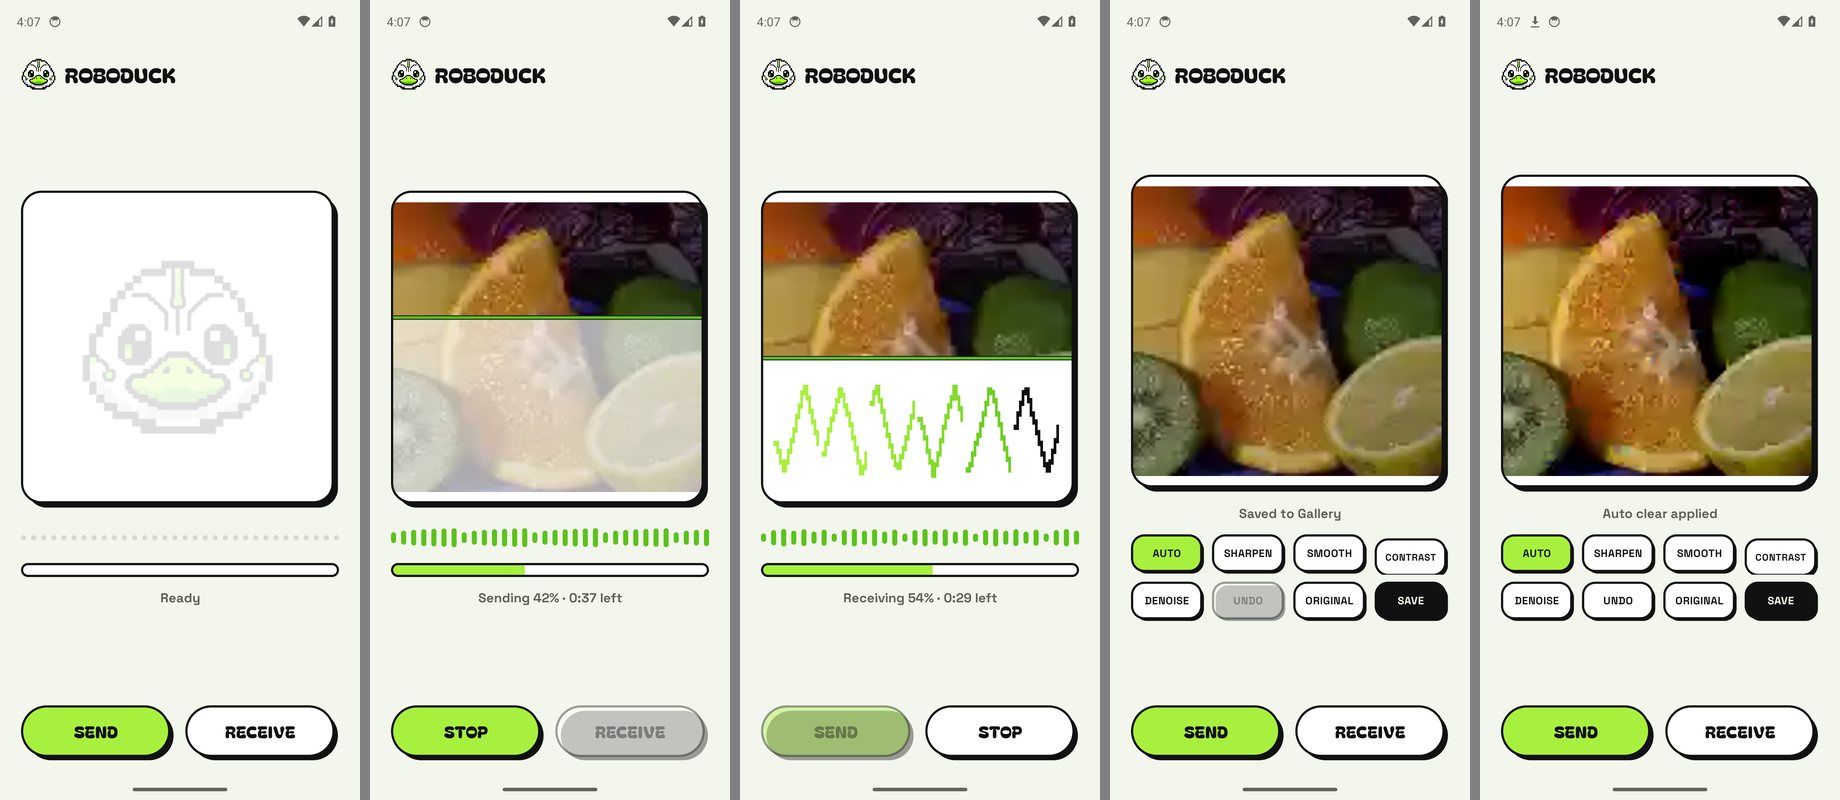 4:07
ROBODUCK
Ready
SEND
RECEIVE
4:07
ROBODUCK
Sending 42% · 0:37 left
STOP
RECEIVE
4:07
ROBODUCK
Receiving 54% · 0:29 left
SEND
STOP
4:07
ROBODUCK
Saved to Gallery
AUTO SHARPEN SMOOTH CONTRAST
DENOISE UNDO ORIGINAL SAVE
SEND
RECEIVE
4:07
ROBODUCK
Auto clear applied
AUTO SHARPEN SMOOTH CONTRAST
DENOISE UNDO ORIGINAL SAVE
SEND
RECEIVE